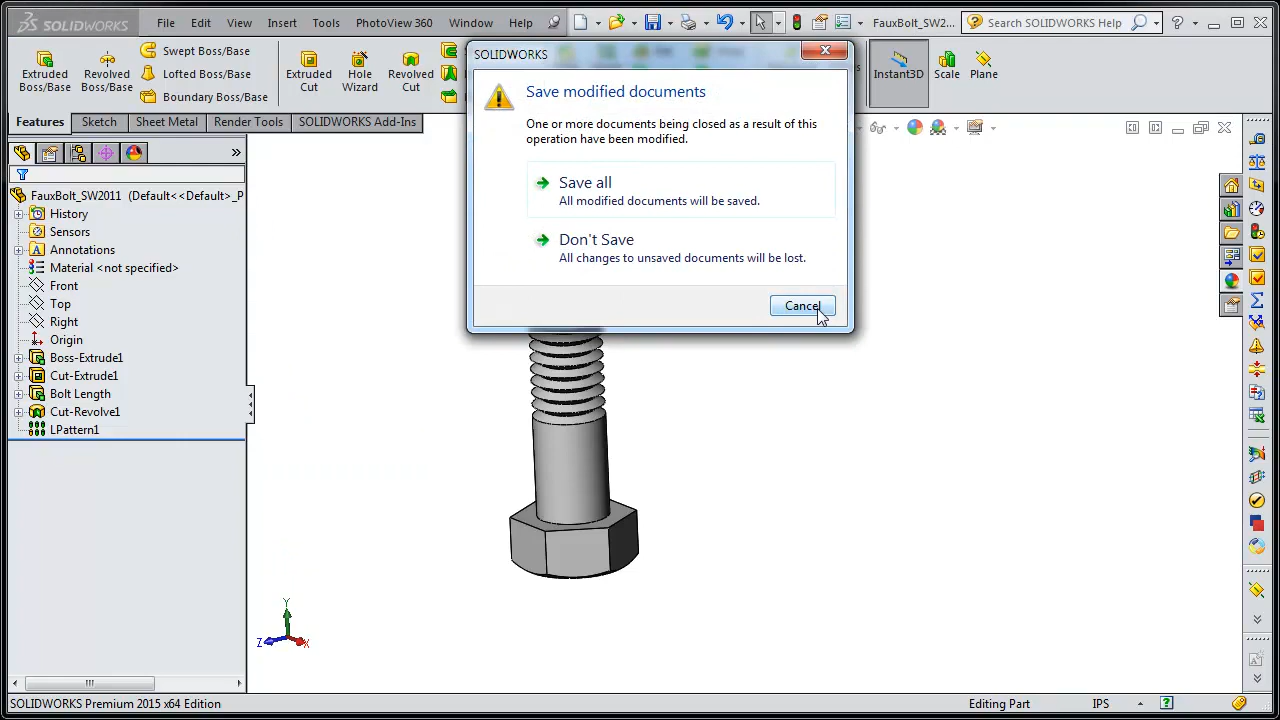 SOLIDWORKS
File Edit View Insert Tools PhotoView 360 Window Help
FauxBolt_SW2...
Search SOLIDWORKS Help
Extruded Boss/Base
Revolved Boss/Base
Swept Boss/Base
Lofted Boss/Base
Boundary Boss/Base
Extruded Cut
Hole Wizard
Revolved Cut
Instant3D
Scale
Plane
Features Sketch Sheet Metal Render Tools SOLIDWORKS Add-Ins
SOLIDWORKS
Save modified documents
One or more documents being closed as a result of this
operation have been modified.
Save all
All modified documents will be saved.
Don't Save
All changes to unsaved documents will be lost.
Cancel
FauxBolt_SW2011 (Default<<Default>_P
History
Sensors
A Annotations
Material <not specified>
Front
Top
Right
Origin
Boss-Extrude1
Cut-Extrude1
Bolt Length
Cut-Revolve1
LPattern1
Y
Z X
SOLIDWORKS Premium 2015 x64 Edition
Editing Part
IPS